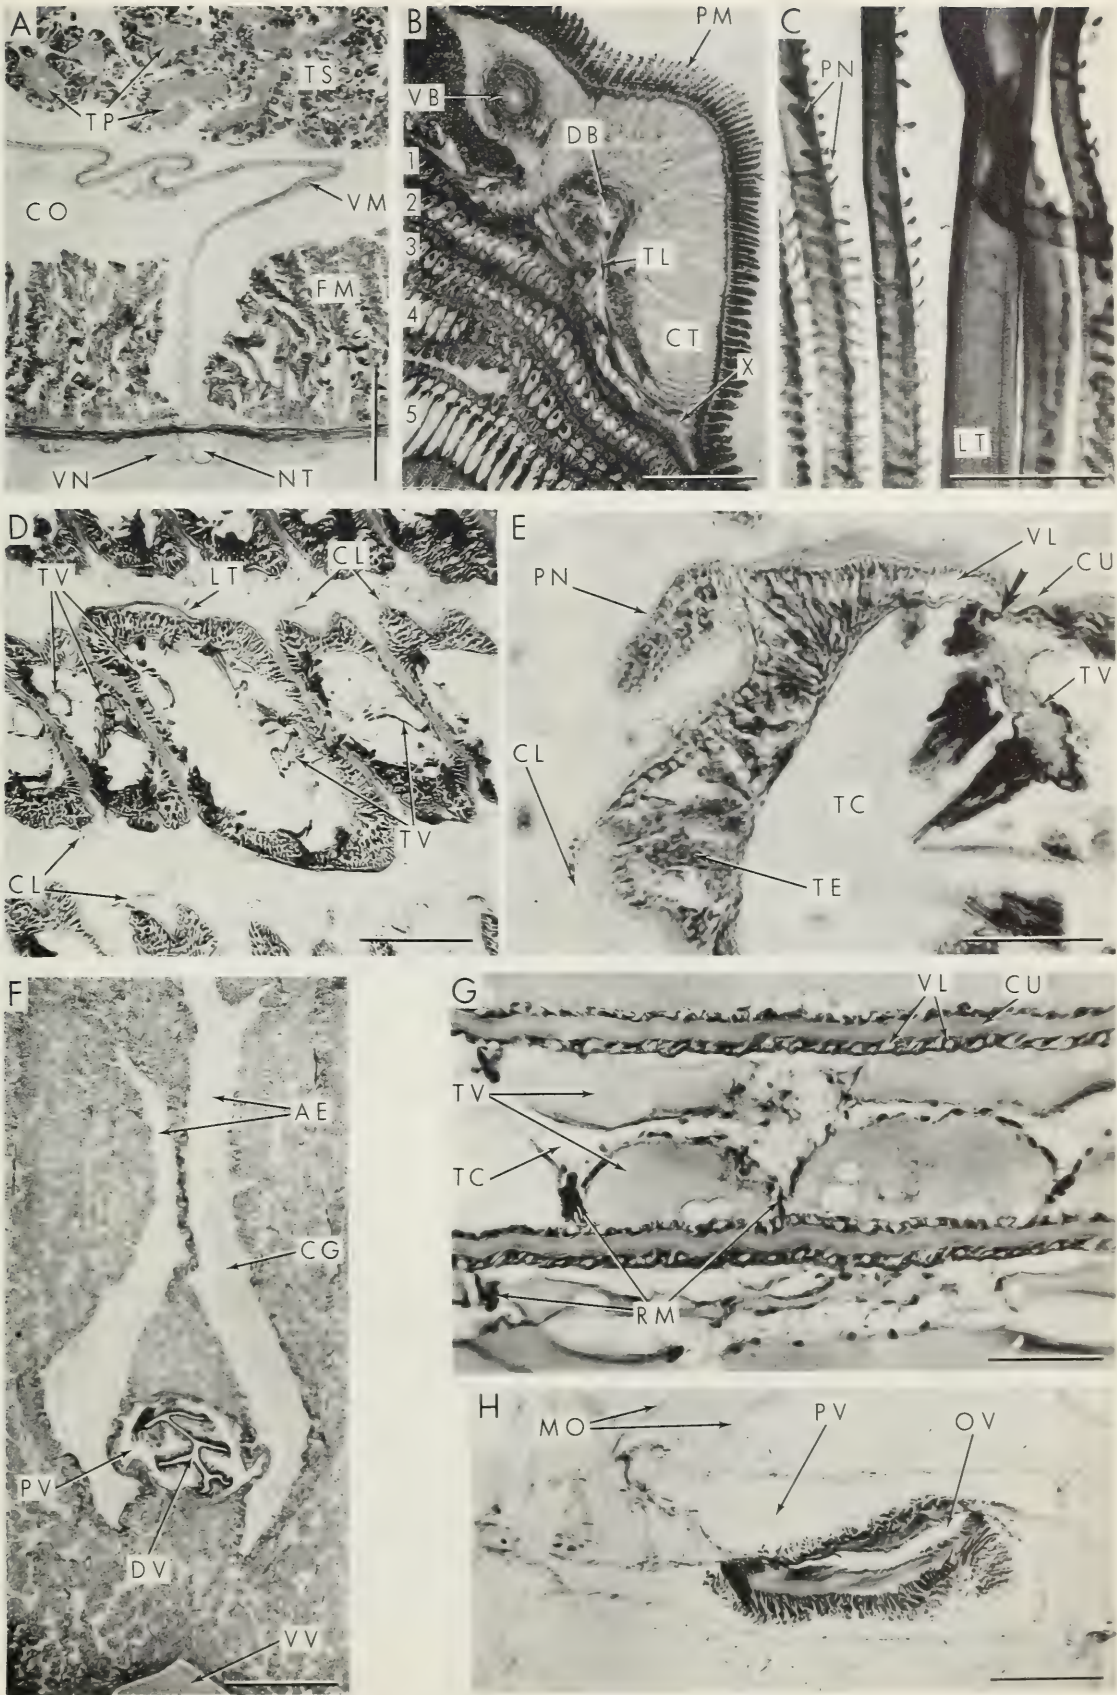 A
TS
TP
CO
VM
FM
VN
NT
B
PM
VB
DB
1
2
3
TL
4
CT
X
5
C
PN
LT
D
TV
LT
CL
TV
CL
E
VL
CU
PN
TV
CL
TC
TE
F
AE
CG
PV
DV
VV
G
VL
CU
TV
TC
RM
H
MO
PV
OV